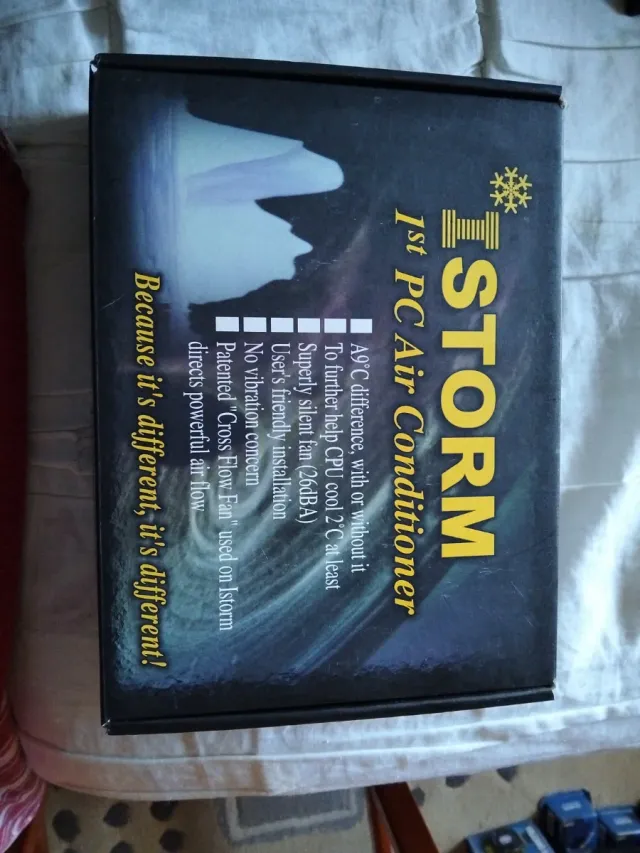 ISTORM
1st PC Air Conditioner
A9°C difference, with or without it
To further help CPU cool 2°C at least
Superly silent fan (26dBA)
User's friendly installation
No vibration concern
Patented "Cross Flow Fan" used on Istorm
directs powerful air flow
Because it's different, it's different!